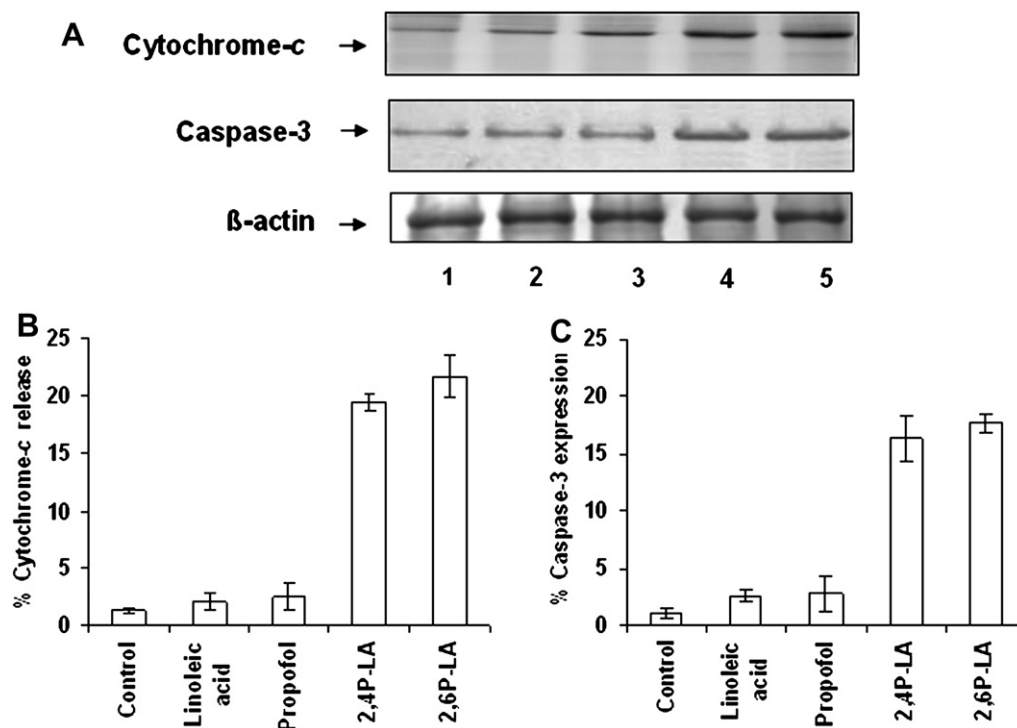 A
Cytochrome-c
Caspase-3
ß-actin
1 2 3 4 5
B
% Cytochrome-c release
25
20
15
10
5
0
Control
Linoleic
acid
Propofol
2,4P-LA
2,6P-LA
C
% Caspase-3 expression
25
20
15
10
5
0
Control
Linoleic
acid
Propofol
2,4P-LA
2,6P-LA